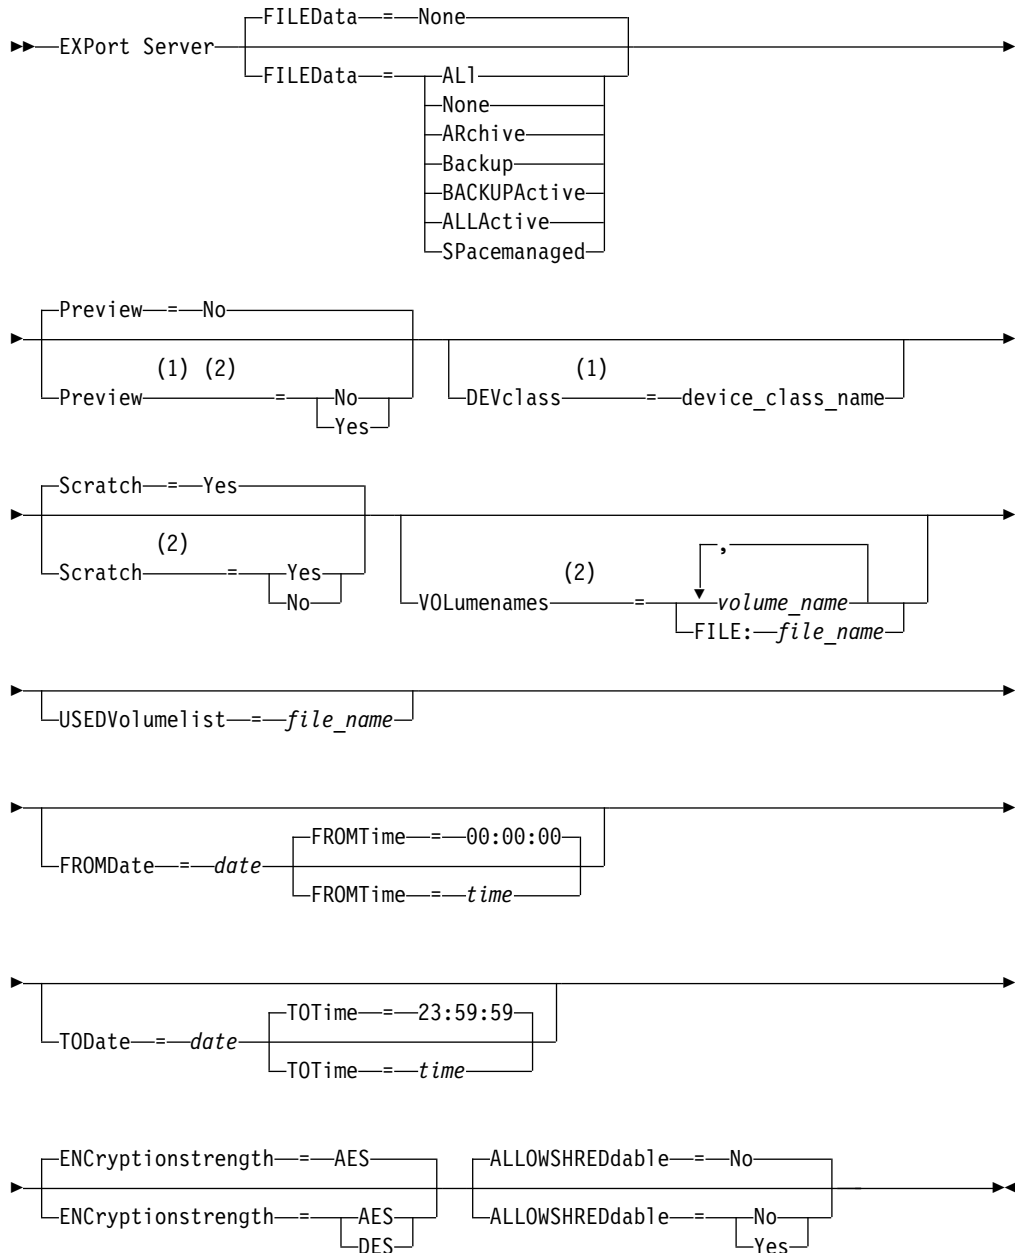 FILEData = None
EXPort Server
FILEData = ALl
None
ARchive
Backup
BACKUPActive
ALLActive
SPacemanaged
Preview = No
(1) (2)
Preview = No
Yes
(1)
DEVclass = device_class_name
Scratch = Yes
(2)
Scratch = Yes
No
,
(2)
VOLumenames = volume_name
FILE: file_name
USEDVolumelist = file_name
FROMTime = 00:00:00
FROMDate = date
FROMTime = time
TOTime = 23:59:59
TODate = date
TOTime = time
ENCryptionstrength = AES
ENCryptionstrength = AES
DES
ALLOWSHREDdable = No
ALLOWSHREDdable = No
Yes